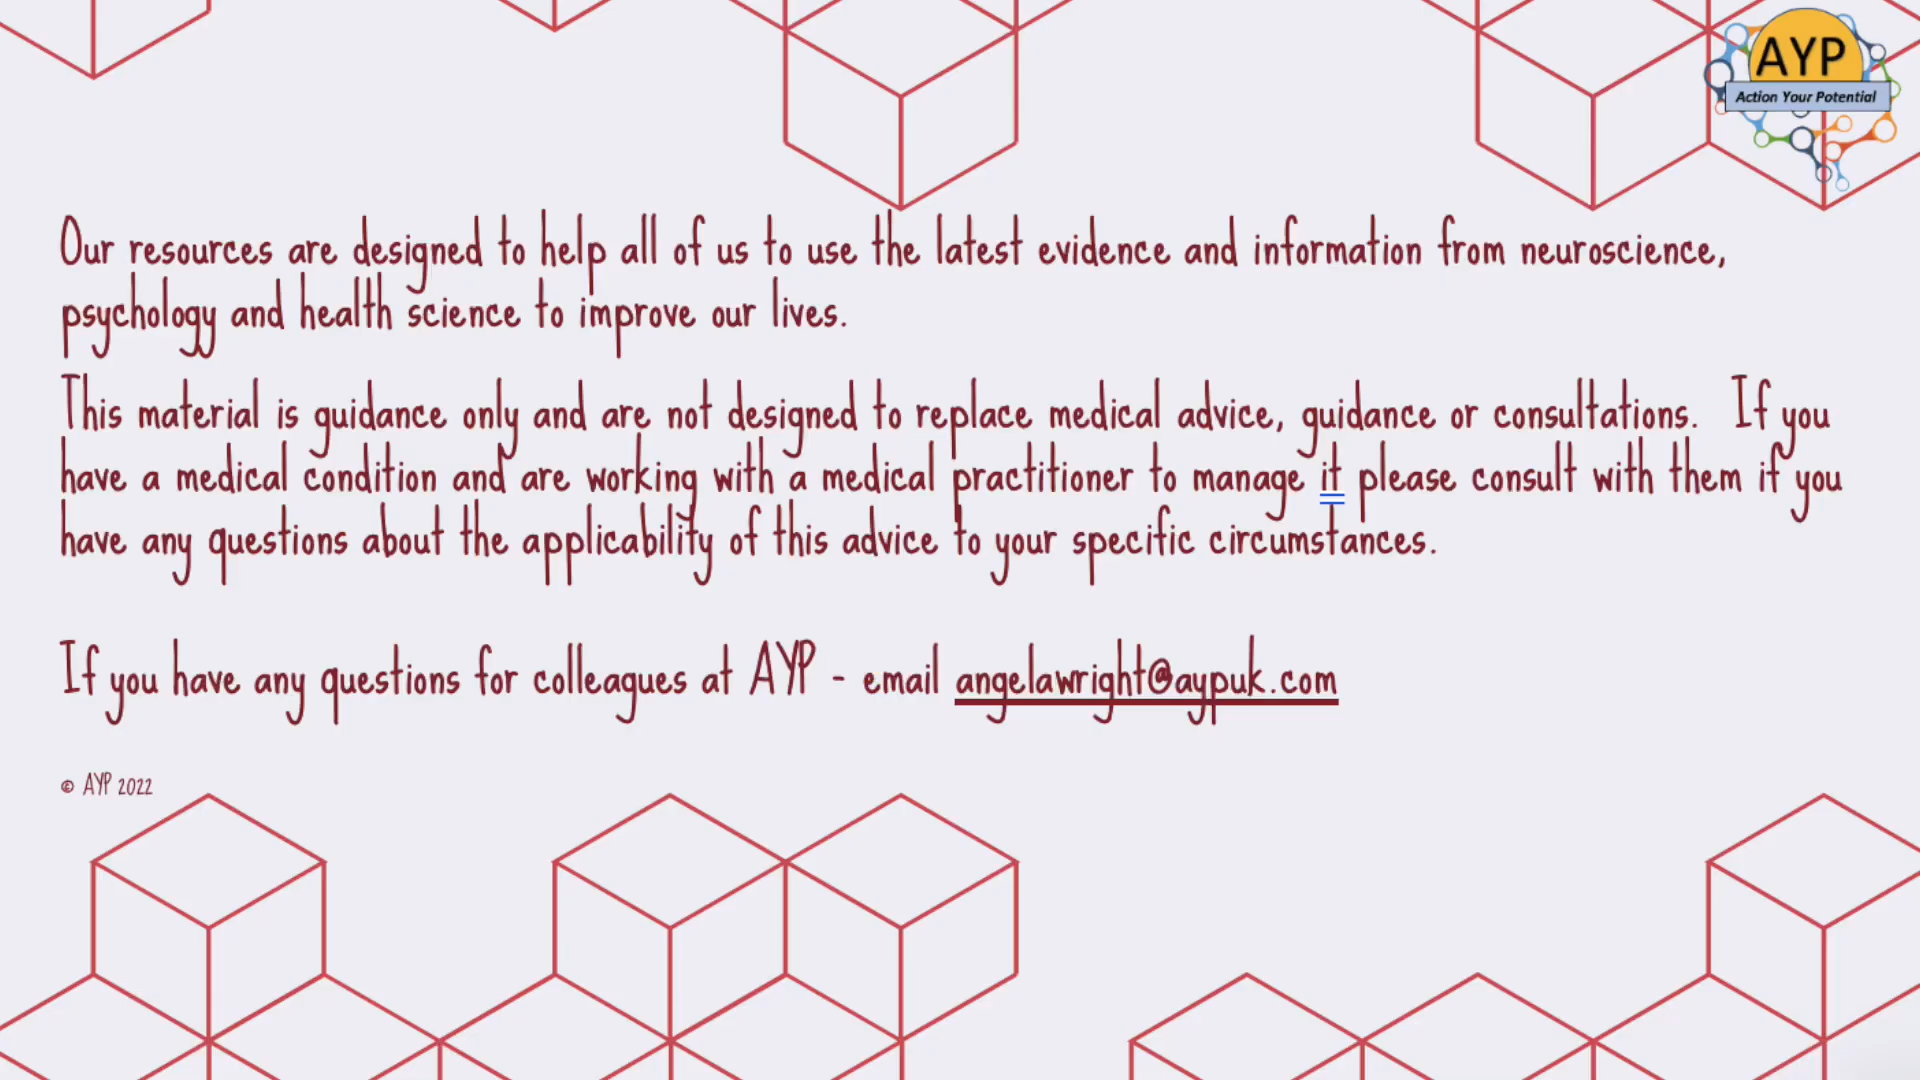 AYP
Action Your Potential
Our resources are designed to help all of us to use the latest evidence and information from neuroscience,
psychology and health science to improve our lives.
This material is guidance only and are not designed to replace medical advice, guidance or consultations.  If you
have a medical condition and are working with a medical practitioner to manage it please consult with them if you
have any questions about the applicability of this advice to your specific circumstances.
If you have any questions for colleagues at AYP - email angelawright@aypuk.com
© AYP 2022